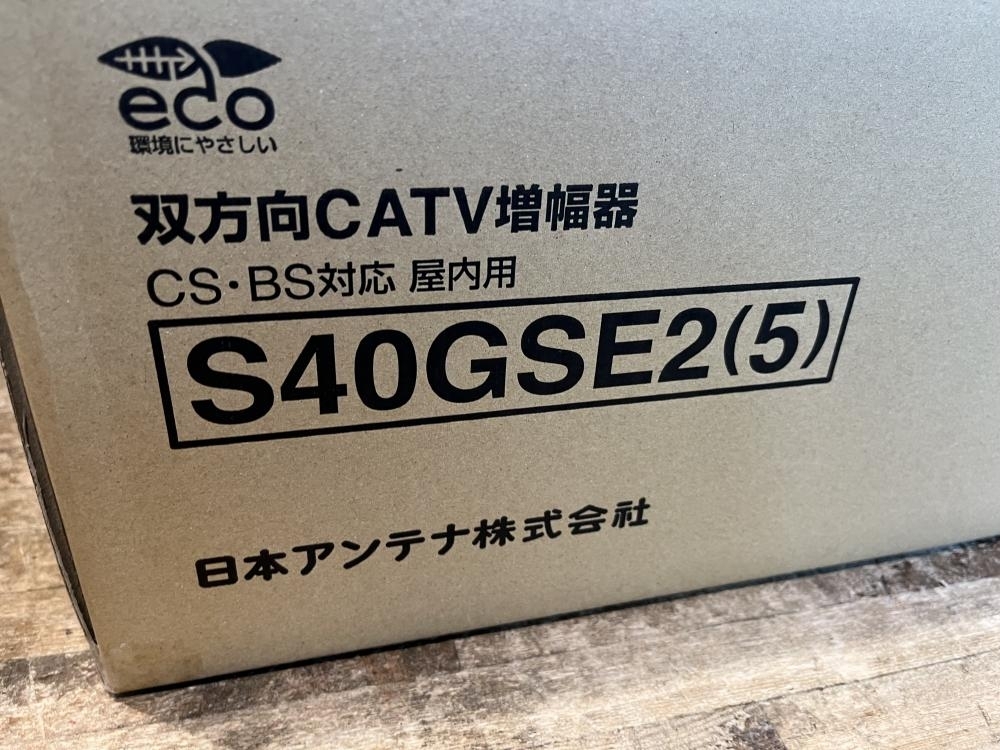 eco
環境にやさしい
双方向CATV増幅器
CS・BS対応 屋内用
S40GSE2(5)
日本アンテナ株式会社